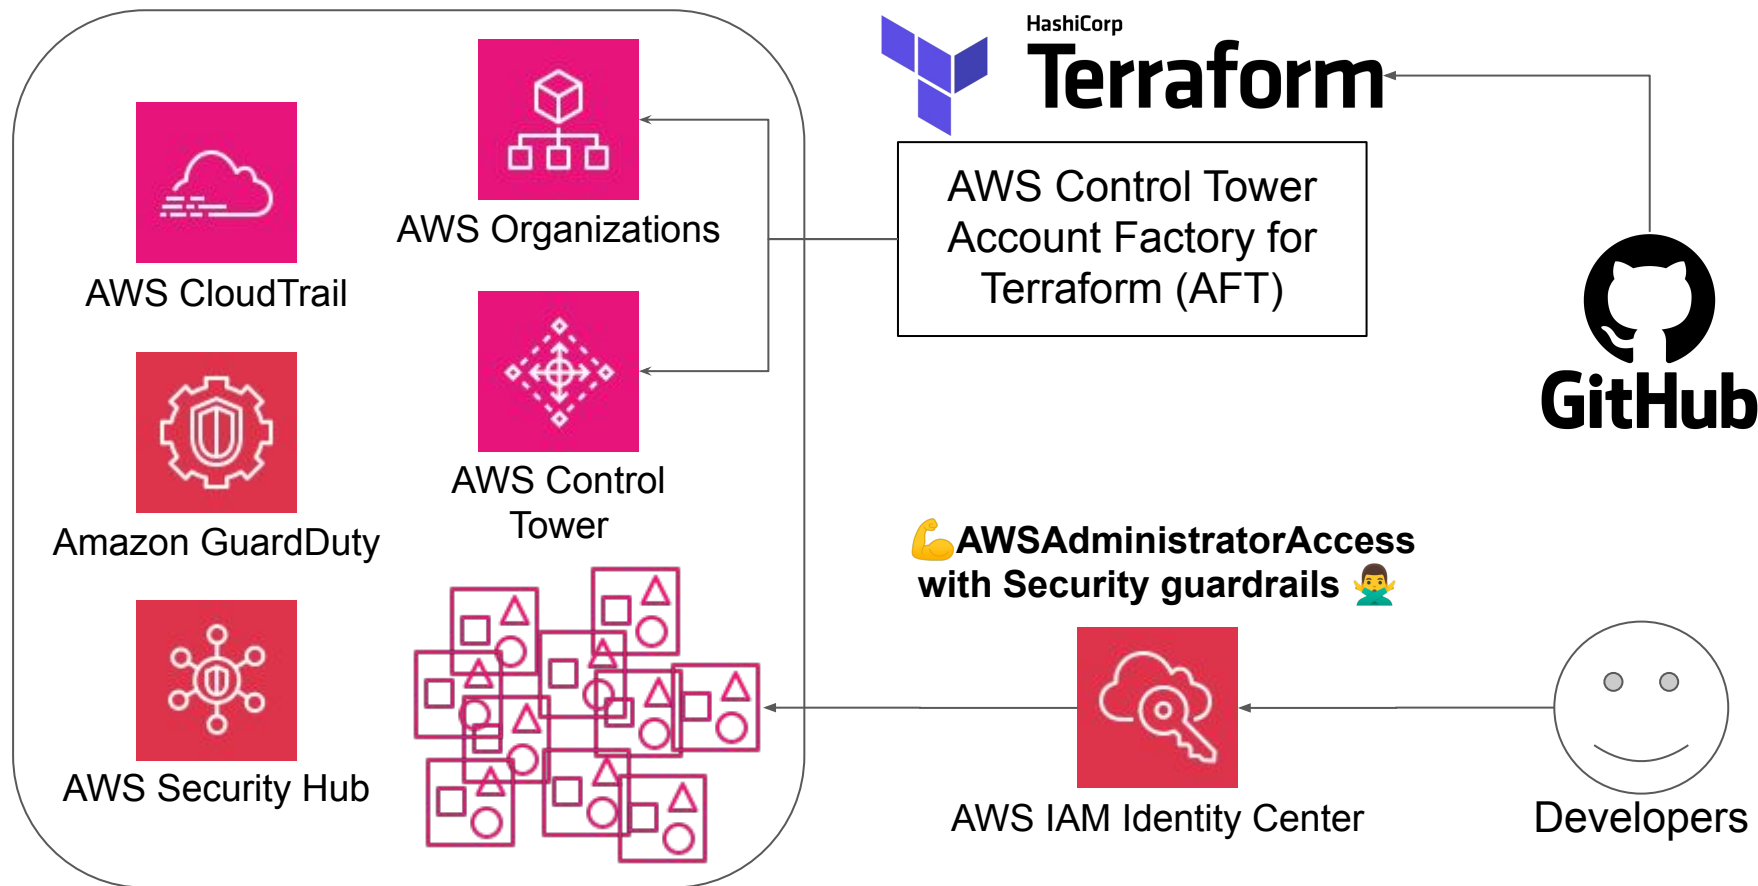 HashiCorp
Terraform
AWS Organizations
AWS CloudTrail
AWS Control Tower
Account Factory for
Terraform (AFT)
GitHub
AWS Control
Tower
Amazon GuardDuty
💪AWSAdministratorAccess
with Security guardrails 🙅‍♂️
AWS Security Hub
AWS IAM Identity Center
Developers